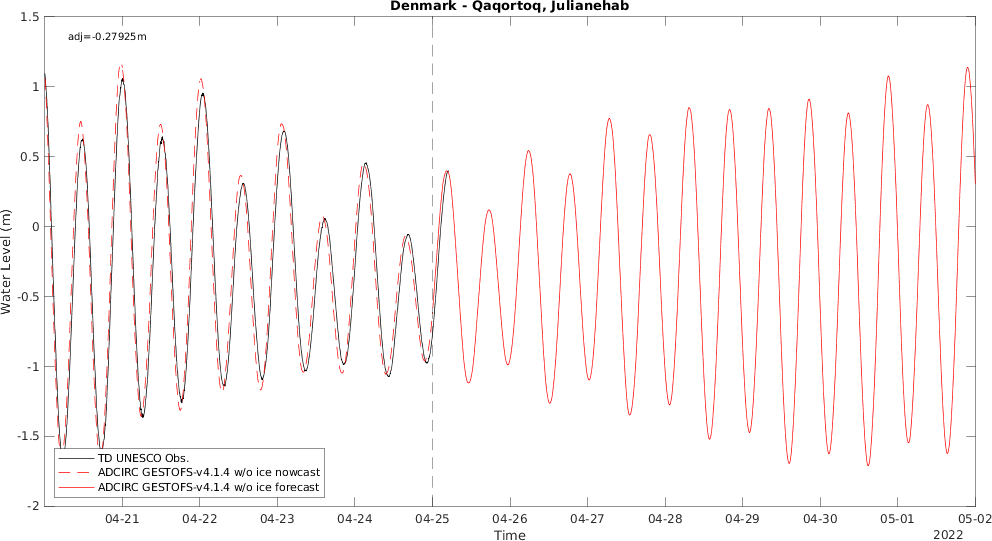 Denmark - Qaqortoq, Julianehab
1.5
adj=-0.27925m
1
0.5
0
-0.5
-1
-1.5
-2
Water Level (m)
TD UNESCO Obs.
ADCIRC GESTOFS-v4.1.4 w/o ice nowcast
ADCIRC GESTOFS-v4.1.4 w/o ice forecast
04-21 04-22 04-23 04-24 04-25 04-26 04-27 04-28 04-29 04-30 05-01 05-02
Time
2022